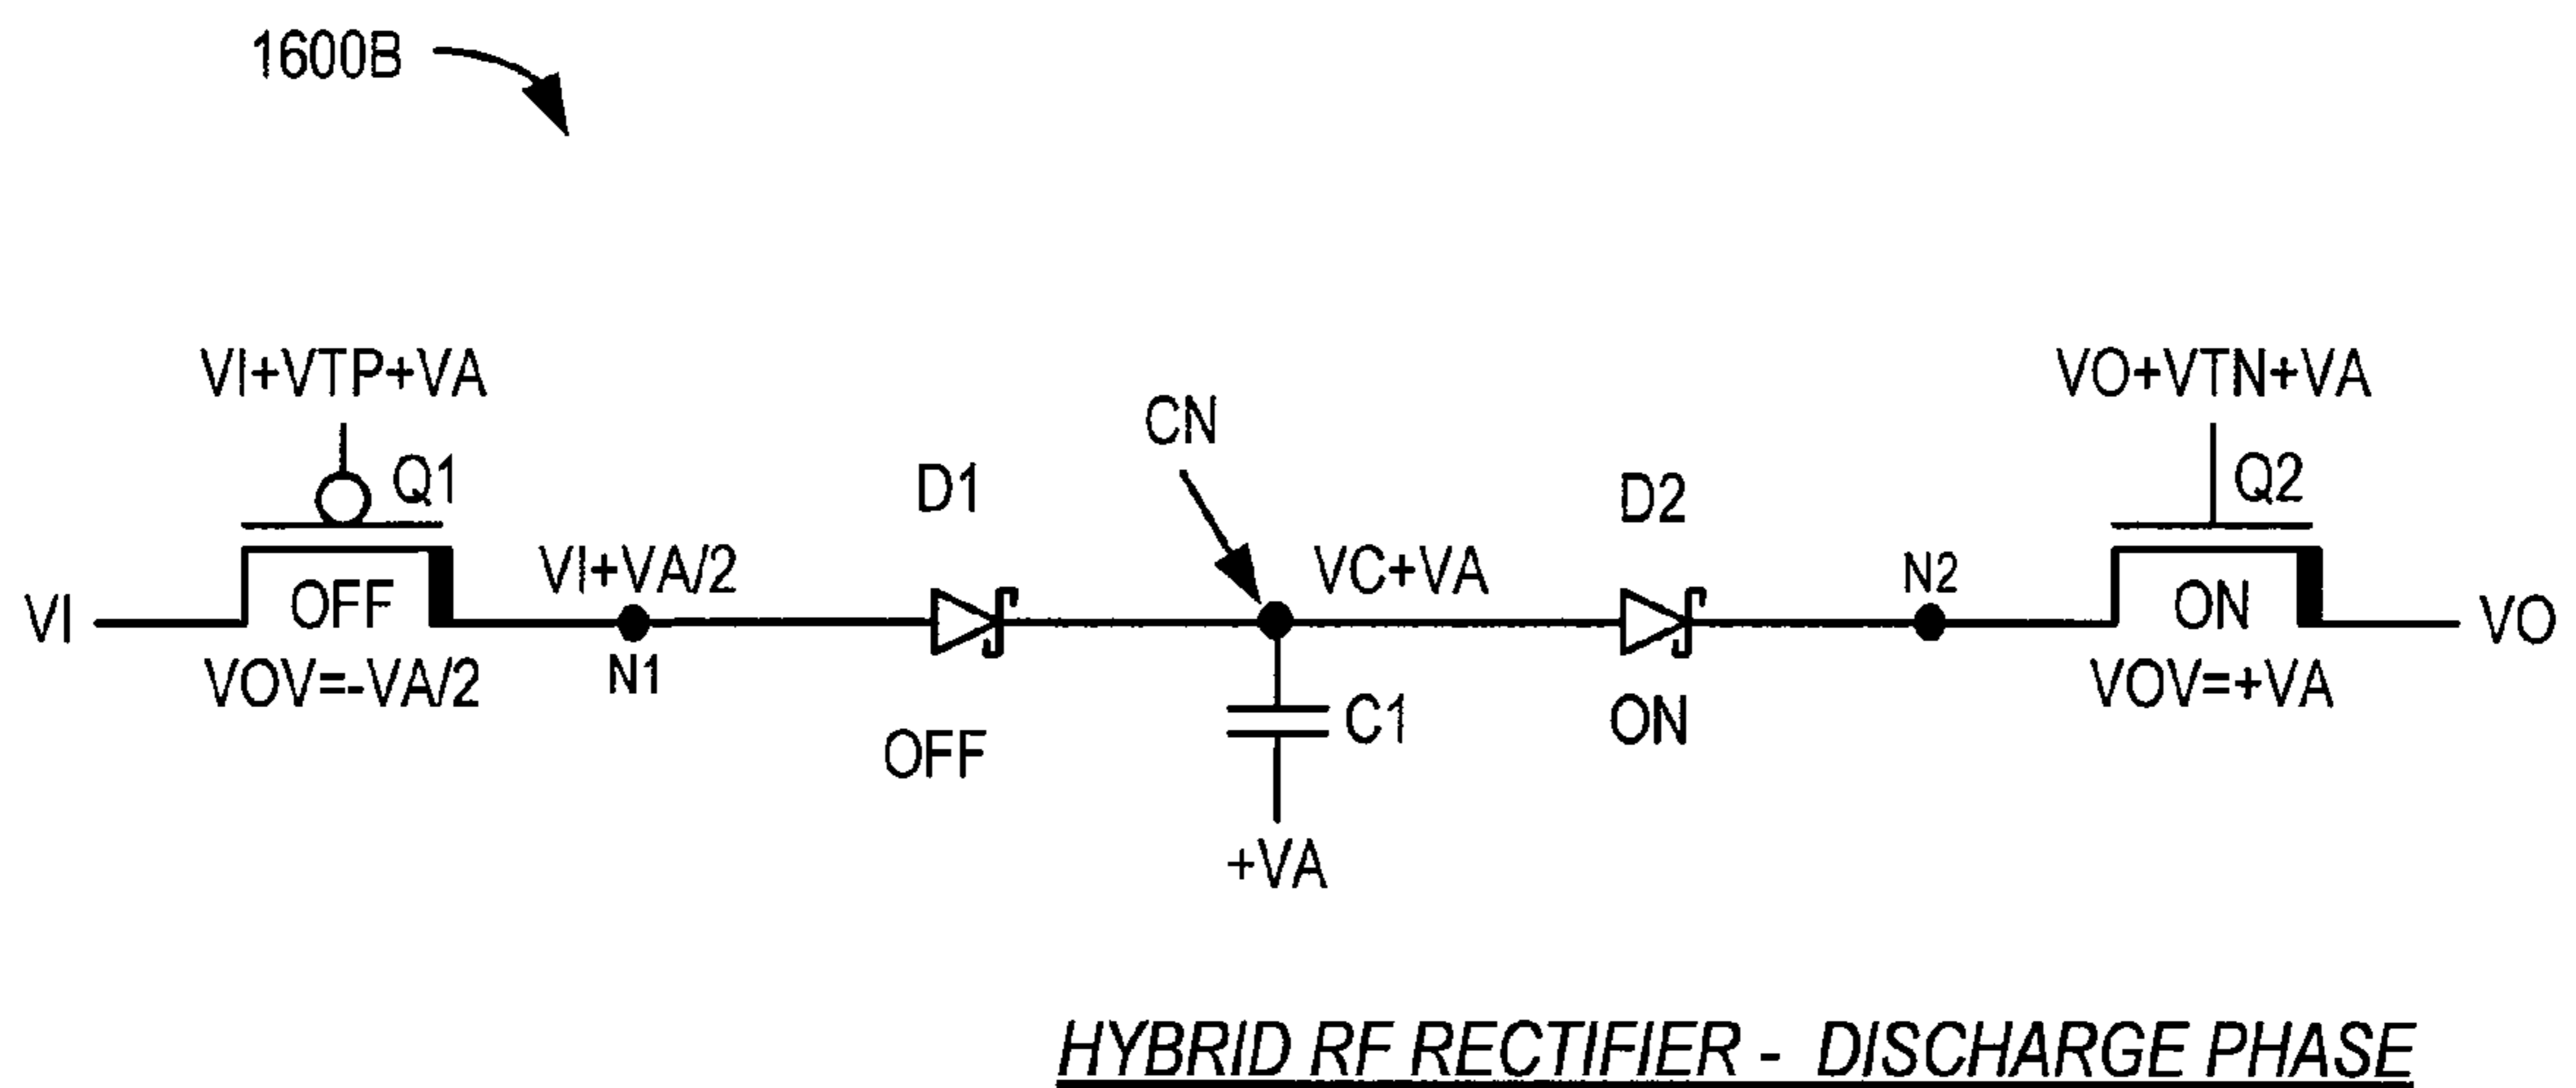 1600B
VI+VTP+VA
Q1
OFF
VI
VOV=-VA/2
VI+VA/2
N1
D1
OFF
CN
VC+VA
C1
+VA
D2
ON
N2
VO+VTN+VA
Q2
ON
VO
VOV=+VA
HYBRID RF RECTIFIER - DISCHARGE PHASE